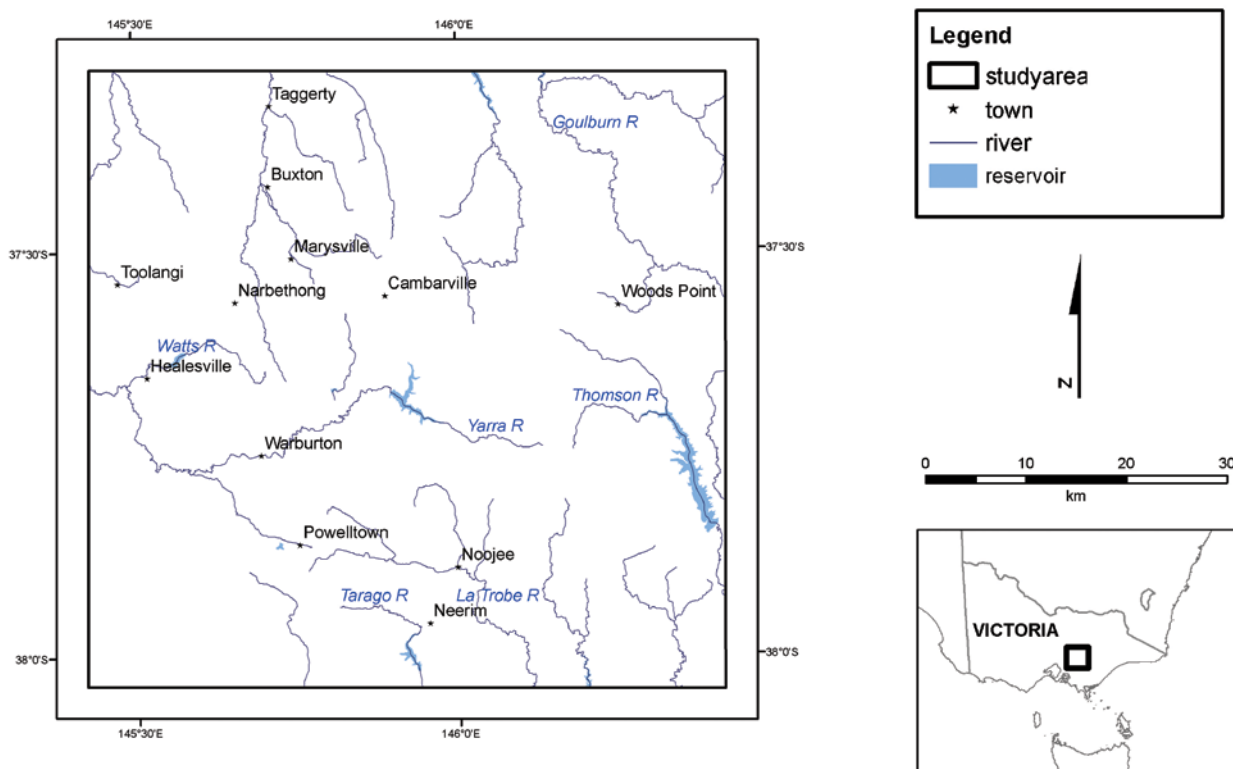 145°30'E
146°0'E
Taggerty
Goulburn R
Buxton
37°30'S
Marysville
37°30'S
Toolangi
Narbethong
Cambarville
Woods Point
Watts R
Healesville
Thomson R
Yarra R
Warburton
Powelltown
Noojee
Tarago R
La Trobe R
Neerim
38°0'S
38°0'S
145°30'E
146°0'E
Legend
studyarea
town
river
reservoir
N
0 10 20 30
km
VICTORIA